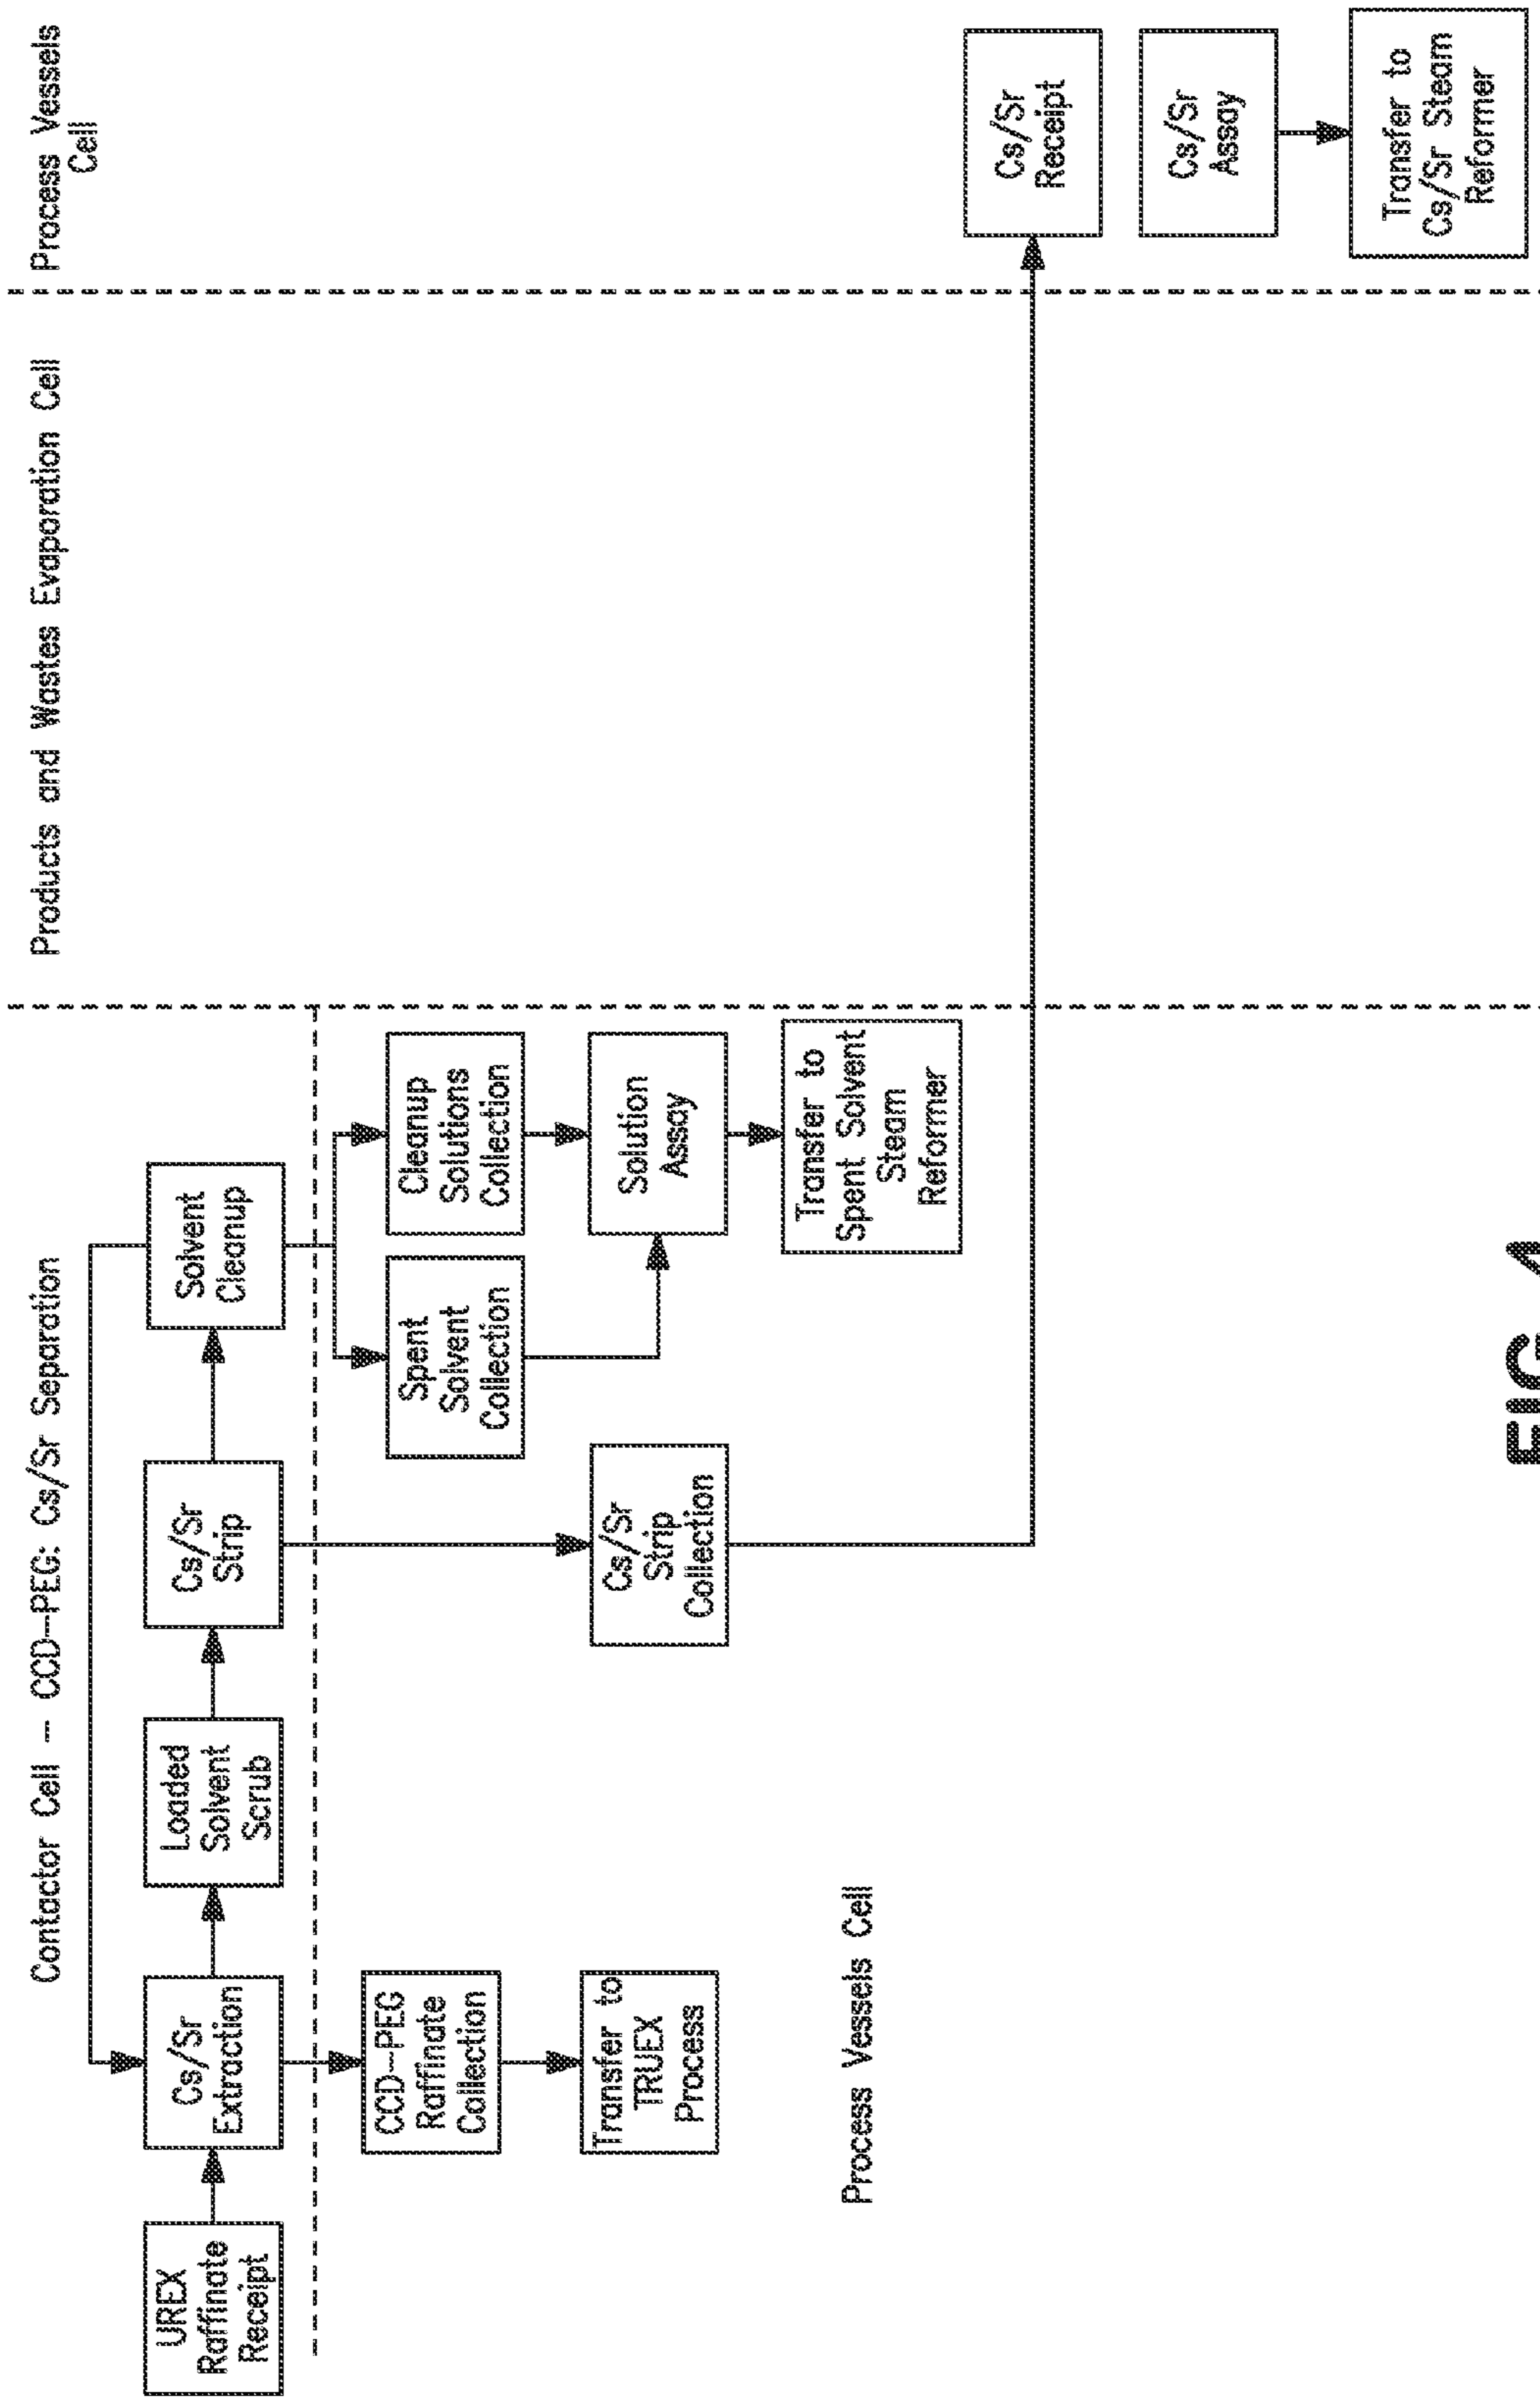 Contactor Cell -- CCD-PEG: Cs/Sr Separation
Products and Wastes Evaporation Cell
Process Vessels
Cell
UREX
Raffinate
Receipt
Cs/Sr
Extraction
Loaded
Solvent
Scrub
Cs/Sr
Strip
Solvent
Cleanup
CCD-PEG
Raffinate
Collection
Transfer to
TRUEX
Process
Spent
Solvent
Collection
Cleanup
Solutions
Collection
Cs/Sr
Strip
Collection
Solution
Assay
Transfer to
Spent Solvent
Steam
Reformer
Process Vessels Cell
Cs/Sr
Receipt
Cs/Sr
Assay
Transfer to
Cs/Sr Steam
Reformer